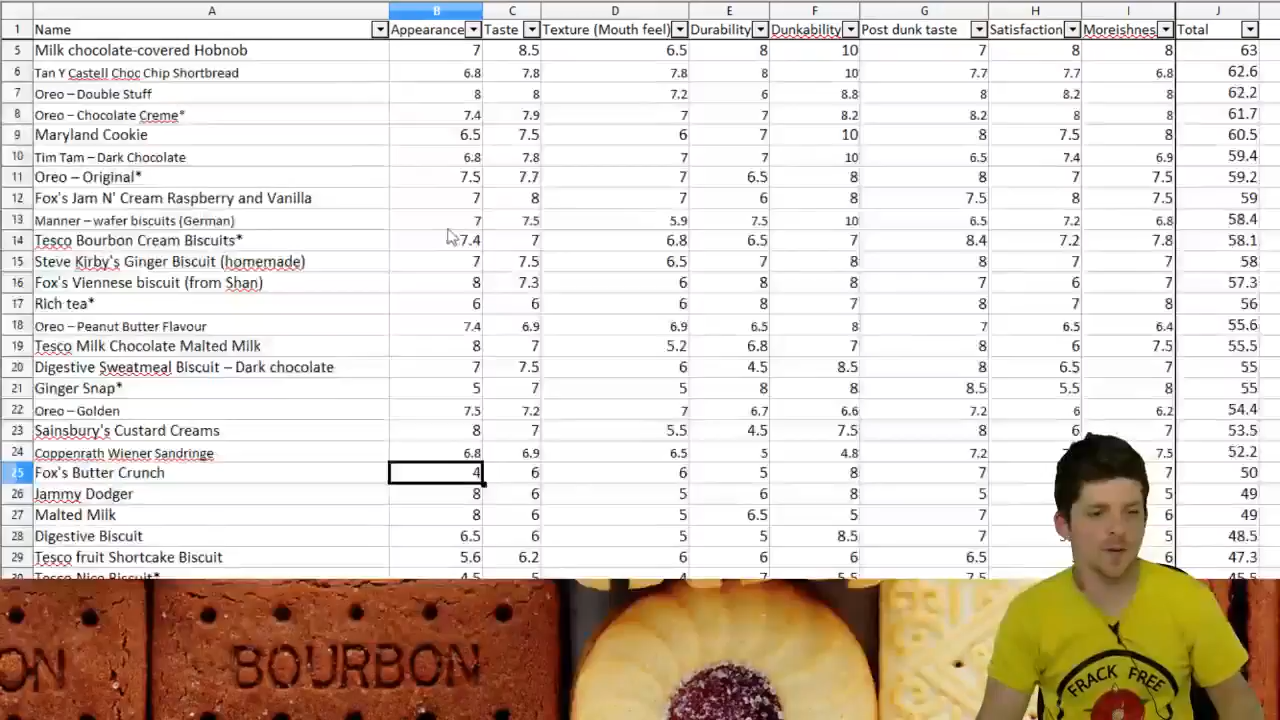 A B C D E F G H I J
1 Name Appearance Taste Texture (Mouth feel) Durability Dunkability Post dunk taste Satisfaction Moreishnes Total
5 Milk chocolate-covered Hobnob 7 8.5 6.5 8 10 7 8 8 63
6 Tan Y Castell Choc Chip Shortbread 6.8 7.8 7.8 8 10 7.7 7.7 6.8 62.6
7 Oreo – Double Stuff 8 8 7.2 6 8.8 8 8.2 8 62.2
8 Oreo – Chocolate Creme* 7.4 7.9 7 7 8.2 8.2 8 8 61.7
9 Maryland Cookie 6.5 7.5 6 7 10 8 7.5 8 60.5
10 Tim Tam – Dark Chocolate 6.8 7.8 7 7 10 6.5 7.4 6.9 59.4
11 Oreo – Original* 7.5 7.7 7 6.5 8 8 7 7.5 59.2
12 Fox's Jam N' Cream Raspberry and Vanilla 7 8 7 6 8 7.5 8 7.5 59
13 Manner – wafer biscuits (German) 7 7.5 5.9 7.5 10 6.5 7.2 6.8 58.4
14 Tesco Bourbon Cream BIscuits* 7.4 7 6.8 6.5 7 8.4 7.2 7.8 58.1
15 Steve Kirby's Ginger Biscuit (homemade) 7 7.5 6.5 7 8 8 7 7 58
16 Fox's Viennese biscuit (from Shan) 8 7.3 6 8 8 7 6 7 57.3
17 Rich tea* 6 6 6 8 7 8 7 8 56
18 Oreo – Peanut Butter Flavour 7.4 6.9 6.9 6.5 8 7 6.5 6.4 55.6
19 Tesco Milk Chocolate Malted Milk 8 7 5.2 6.8 7 8 6 7.5 55.5
20 Digestive Sweatmeal Biscuit – Dark chocolate 7 7.5 6 4.5 8.5 8 6.5 7 55
21 Ginger Snap* 5 7 5 8 8 8.5 5.5 8 55
22 Oreo – Golden 7.5 7.2 7 6.7 6.6 7.2 6 6.2 54.4
23 Sainsbury's Custard Creams 8 7 5.5 4.5 7.5 8 6 7 53.5
24 Coppenrath Wiener Sandringe 6.8 6.9 6.5 5 4.8 7.2 7.5 52.2
25 Fox's Butter Crunch 4 6 6 5 8 7 7 50
26 Jammy Dodger 8 6 5 6 8 5 5 49
27 Malted Milk 8 6 5 6.5 5 7 6 49
28 Digestive Biscuit 6.5 6 5 5 8.5 7 5 48.5
29 Tesco fruit Shortcake Biscuit 5.6 6.2 6 6 6 6.5 6 47.3
30 Tesco Nice Biscuit* 4.5 5 4 7 5.5 7.5 45.5
ON BOURBON
FRACK FREE